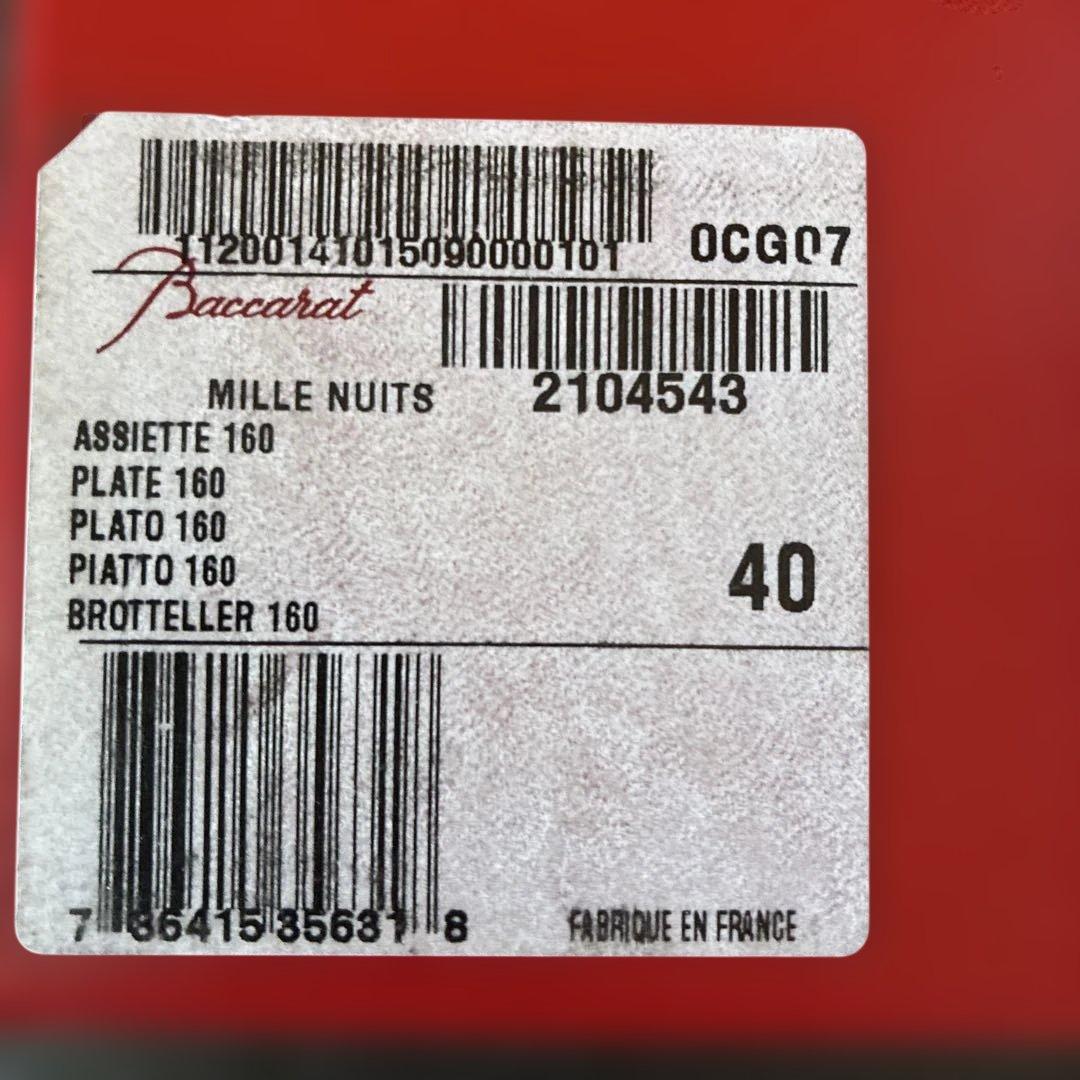 11200141015090000101
0CG07
Baccarat
2104543
MILLE NUITS
ASSIETTE 160
PLATE 160
PLATO 160
PIATTO 160
BROTTELLER 160
40
7 36415 35631 8
FABRIQUE EN FRANCE